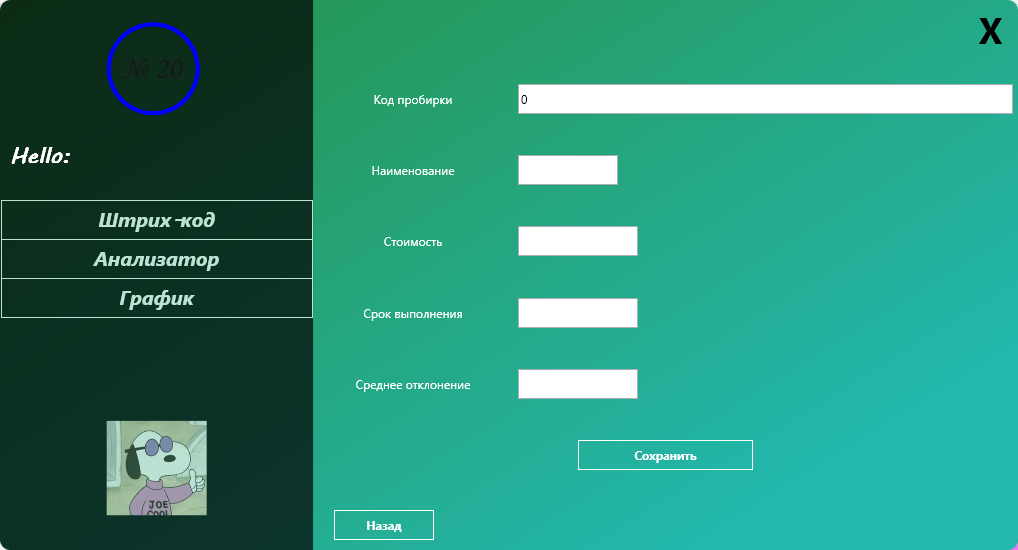 X
№ 20
Hello:
Штрих-код
Анализатор
График
JOE
COOL
Код пробирки
0
Наименование
Стоимость
Срок выполнения
Среднее отклонение
Сохранить
Назад